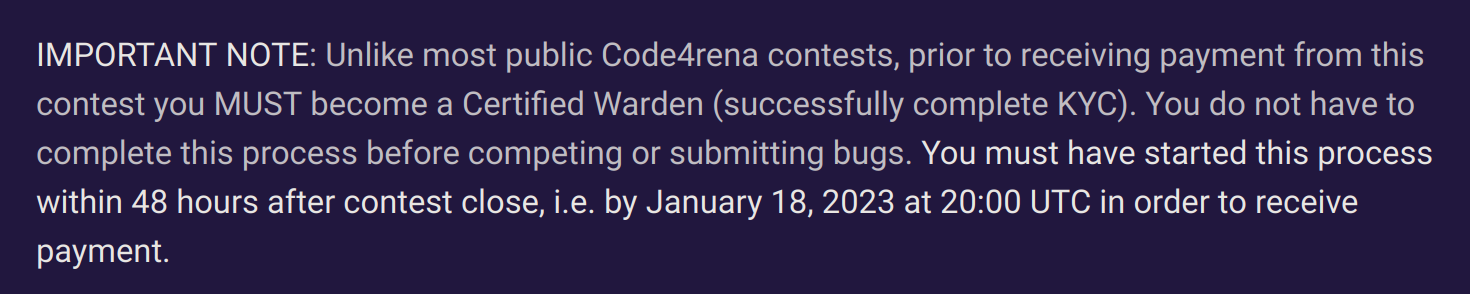 IMPORTANT NOTE: Unlike most public Code4rena contests, prior to receiving payment from this
contest you MUST become a Certified Warden (successfully complete KYC). You do not have to
complete this process before competing or submitting bugs. You must have started this process
within 48 hours after contest close, i.e. by January 18, 2023 at 20:00 UTC in order to receive
payment.